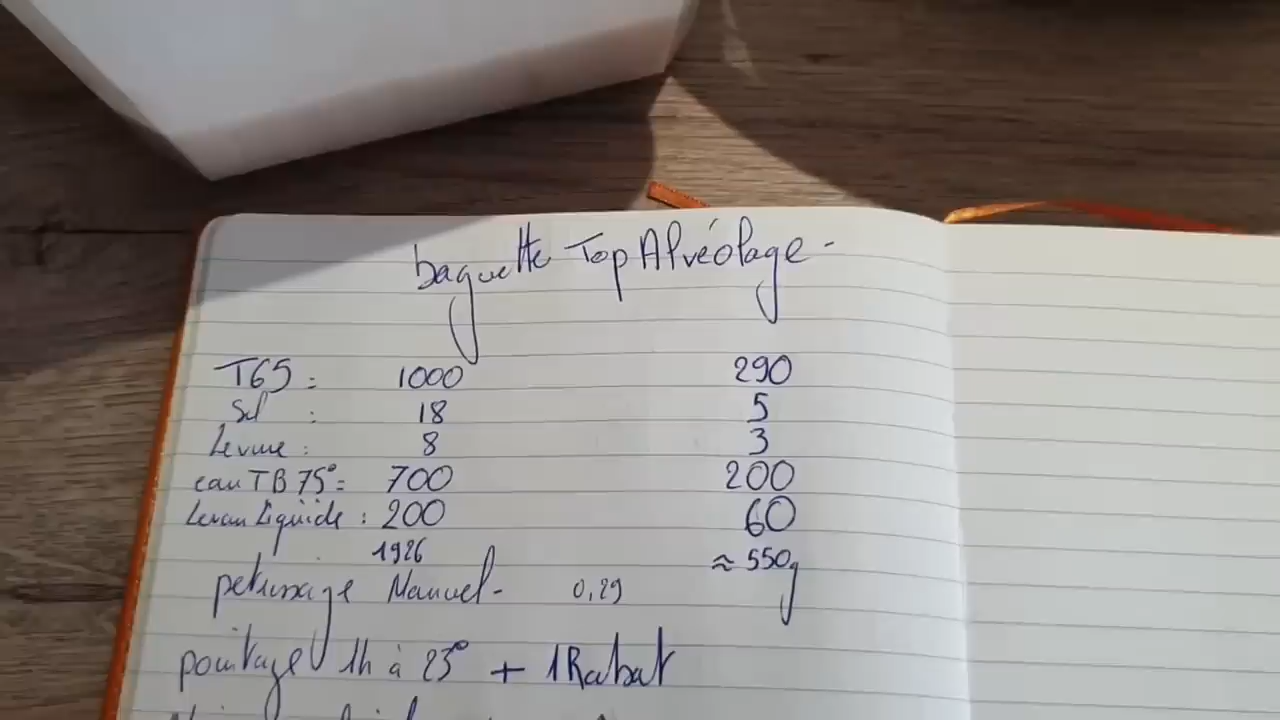 baguette Top Alvéolage -
T65 : 1000 290
Sel : 18 5
Levure : 8 3
eau TB 75° = 700 200
Levain Liquide : 200 60
1926 ≈ 550g
petrissage Manuel - 0,29
pointage 1h à 23° + 1 Rabat